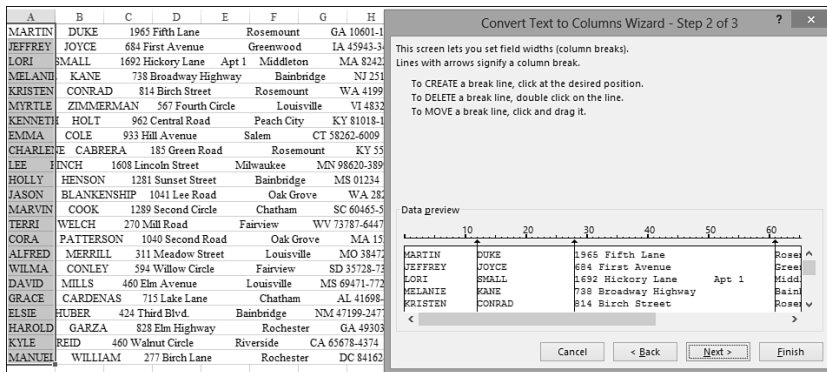 A B C D E F G H
MARTIN DUKE 1965 Fifth Lane Rosemount GA 10601-1
JEFFREY JOYCE 684 First Avenue Greenwood IA 45943-34
LORI SMALL 1692 Hickory Lane Apt 1 Middleton MA 8242
MELANIE KANE 738 Broadway Highway Bainbridge NJ 251
KRISTEN CONRAD 814 Birch Street Rosemount WA 4199
MYRTLE ZIMMERMAN 567 Fourth Circle Louisville VI 4832
KENNETH HOLT 962 Central Road Peach City KY 81018-1
EMMA COLE 933 Hill Avenue Salem CT 58262-6009
CHARLENE CABRERA 185 Green Road Rosemount KY 55
LEE FINCH 1608 Lincoln Street Milwaukee MN 98620-389
HOLLY HENSON 1281 Sunset Street Bainbridge MS 01234
JASON BLANKENSHIP 1041 Lee Road Oak Grove WA 282
MARVIN COOK 1289 Second Circle Chatham SC 60465-5
TERRI WELCH 270 Mill Road Fairview WV 73787-6447
CORA PATTERSON 1040 Second Road Oak Grove MA 15
ALFRED MERRILL 311 Meadow Street Louisville MO 3847
WILMA CONLEY 594 Willow Circle Fairview SD 35728-73
DAVID MILLS 460 Elm Avenue Louisville MS 69471-772
GRACE CARDENAS 715 Lake Lane Chatham AL 41698-
ELSIE HUBER 424 Third Blvd. Bainbridge NM 47199-247
HAROLD GARZA 828 Elm Highway Rochester GA 49303
KYLE REID 460 Walnut Circle Riverside CA 65678-4374
MANUEL WILLIAM 277 Birch Lane Rochester DC 84162
Convert Text to Columns Wizard - Step 2 of 3 ? ×
This screen lets you set field widths (column breaks).
Lines with arrows signify a column break.
To CREATE a break line, click at the desired position.
To DELETE a break line, double click on the line.
To MOVE a break line, click and drag it.
Data preview
10 20 30 40 50 60
MARTIN DUKE 1965 Fifth Lane Rose
JEFFREY JOYCE 684 First Avenue Gree
LORI SMALL 1692 Hickory Lane Apt 1 Midd
MELANIE KANE 738 Broadway Highway Bain
KRISTEN CONRAD 814 Birch Street Rose
Cancel < Back Next > Finish